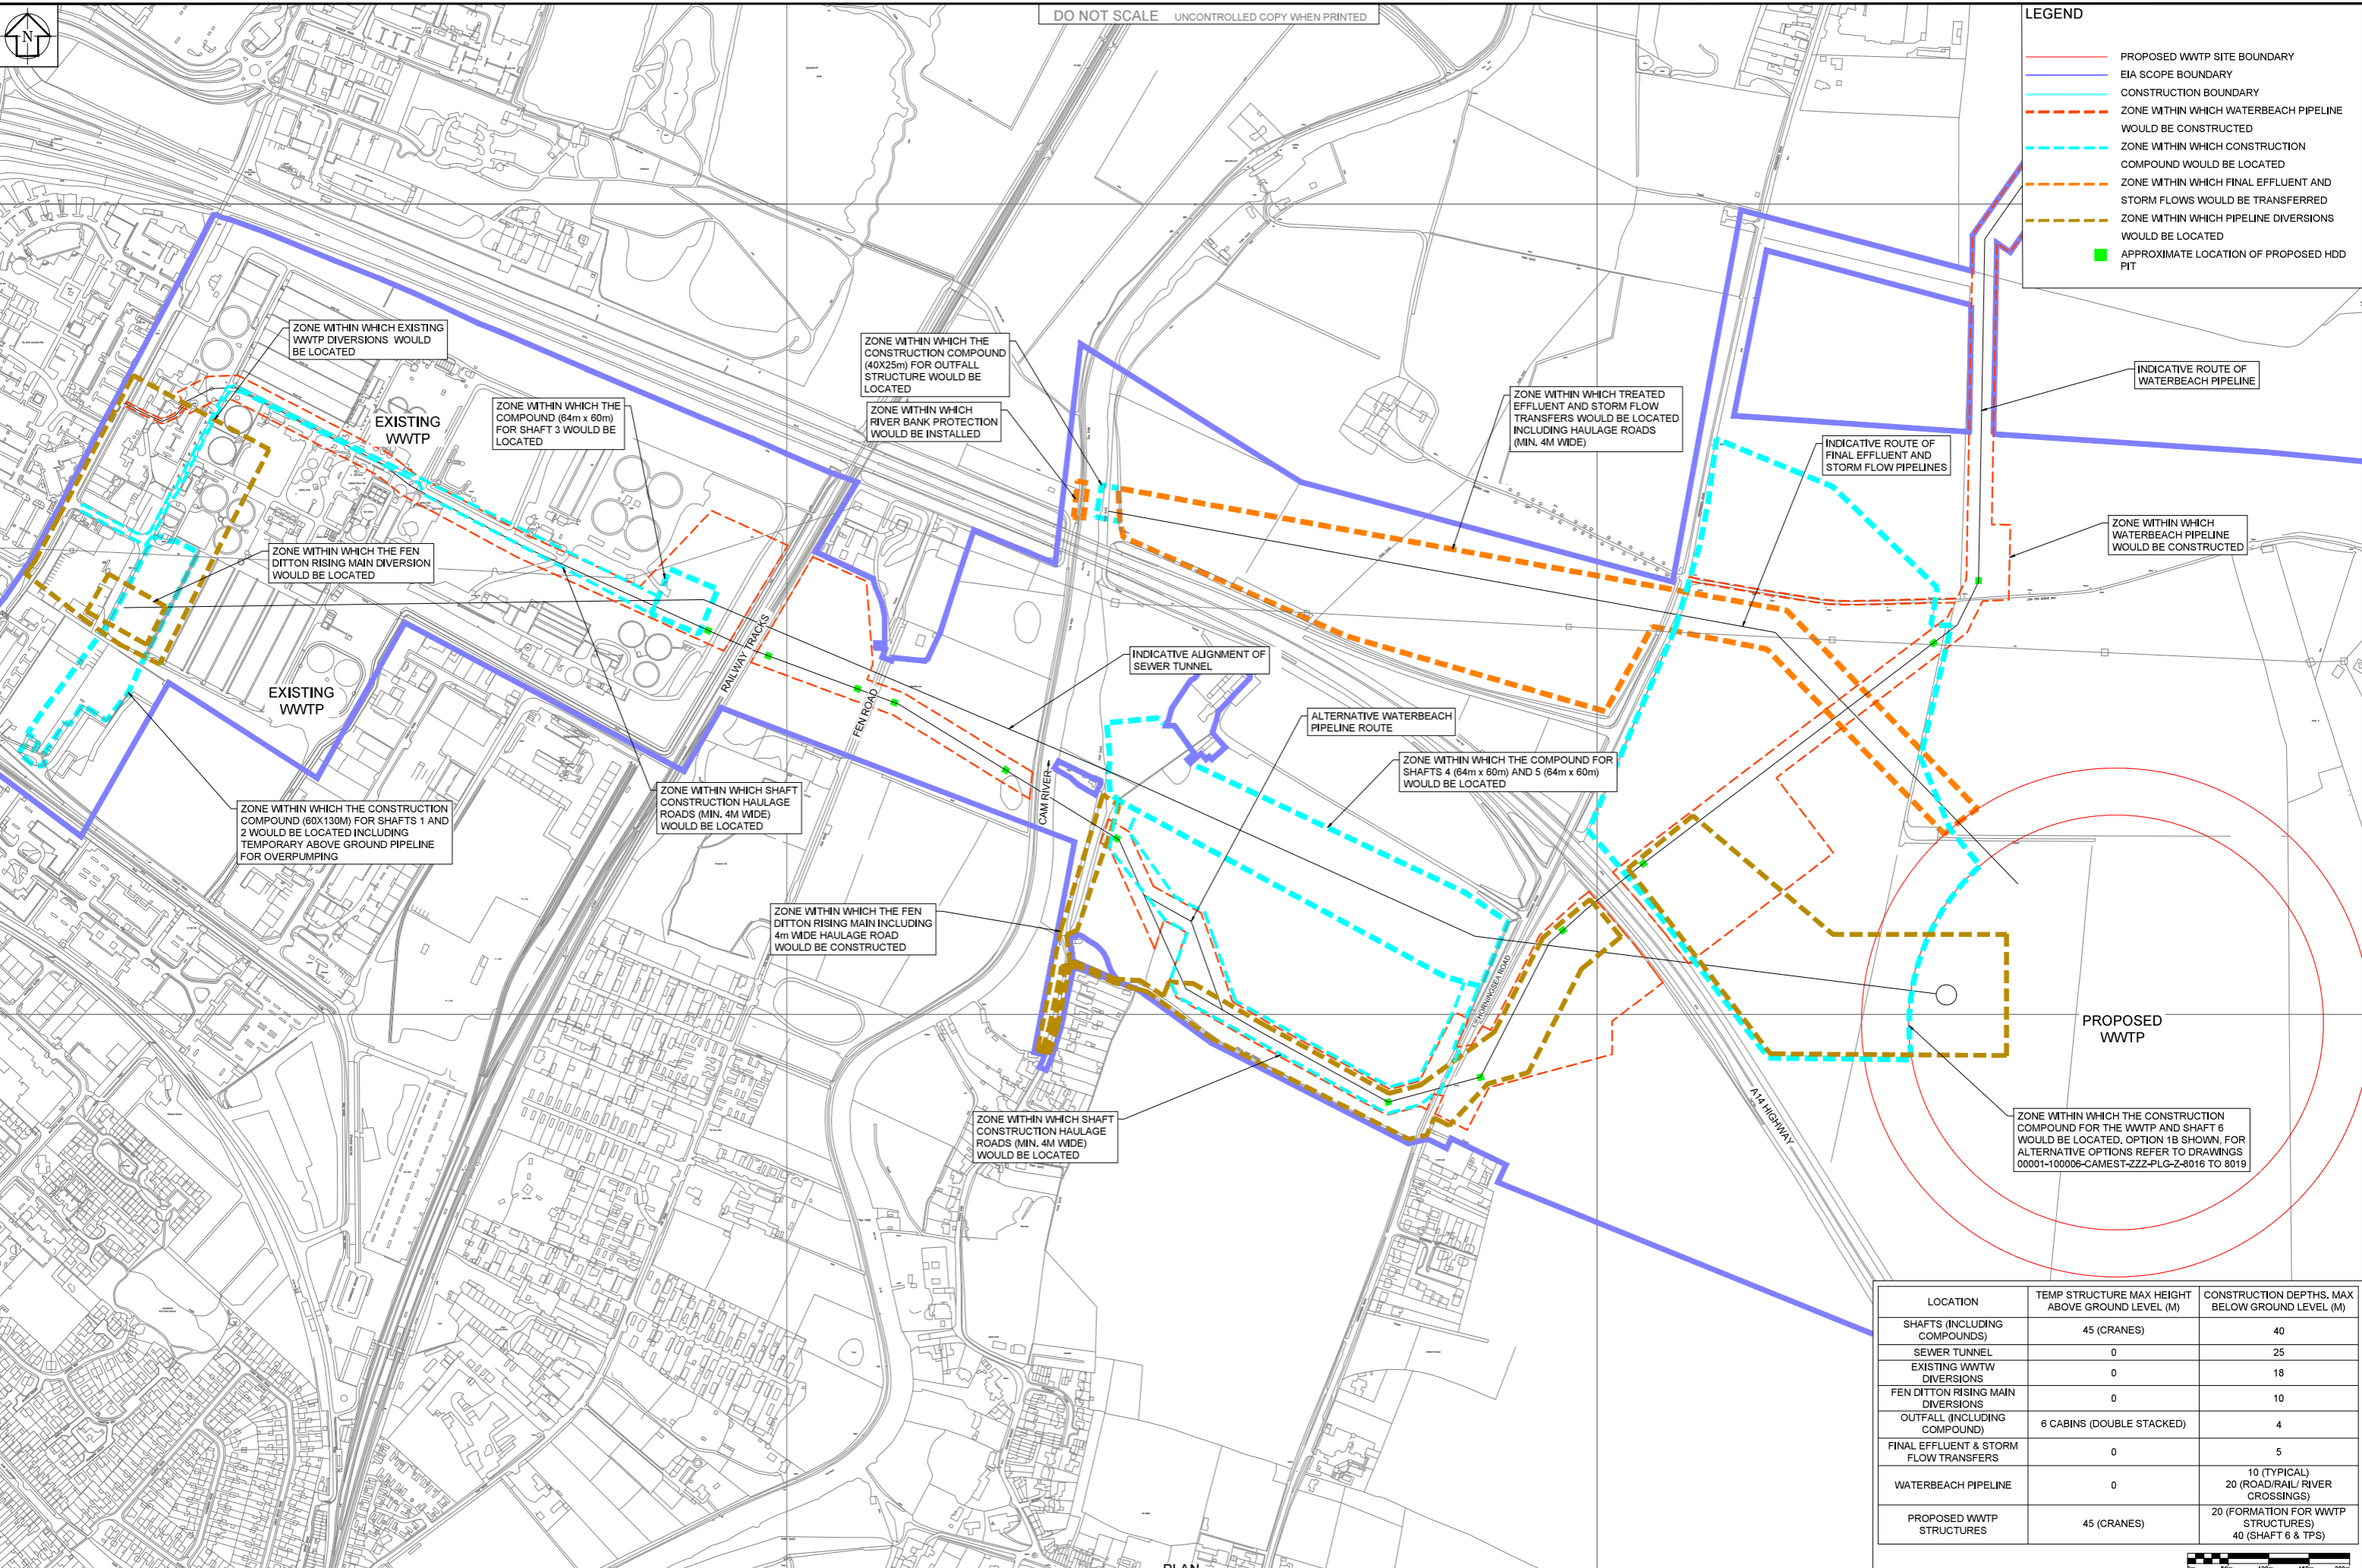 DO NOT SCALE UNCONTROLLED COPY WHEN PRINTED
N
LEGEND
PROPOSED WWTP SITE BOUNDARY
EIA SCOPE BOUNDARY
CONSTRUCTION BOUNDARY
ZONE WITHIN WHICH WATERBEACH PIPELINE
WOULD BE CONSTRUCTED
ZONE WITHIN WHICH CONSTRUCTION
COMPOUND WOULD BE LOCATED
ZONE WITHIN WHICH FINAL EFFLUENT AND
STORM FLOWS WOULD BE TRANSFERRED
ZONE WITHIN WHICH PIPELINE DIVERSIONS
WOULD BE LOCATED
APPROXIMATE LOCATION OF PROPOSED HDD
PIT
ZONE WITHIN WHICH EXISTING
WWTP DIVERSIONS WOULD
BE LOCATED
EXISTING
WWTP
ZONE WITHIN WHICH THE
COMPOUND (64m x 60m)
FOR SHAFT 3 WOULD BE
LOCATED
ZONE WITHIN WHICH THE
CONSTRUCTION COMPOUND
(40X25m) FOR OUTFALL
STRUCTURE WOULD BE
LOCATED
ZONE WITHIN WHICH
RIVER BANK PROTECTION
WOULD BE INSTALLED
ZONE WITHIN WHICH TREATED
EFFLUENT AND STORM FLOW
TRANSFERS WOULD BE LOCATED
INCLUDING HAULAGE ROADS
(MIN. 4M WIDE)
INDICATIVE ROUTE OF
WATERBEACH PIPELINE
INDICATIVE ROUTE OF
FINAL EFFLUENT AND
STORM FLOW PIPELINES
ZONE WITHIN WHICH
WATERBEACH PIPELINE
WOULD BE CONSTRUCTED
ZONE WITHIN WHICH THE FEN
DITTON RISING MAIN DIVERSION
WOULD BE LOCATED
EXISTING
WWTP
RAILWAY TRACKS
FEN ROAD
CAM RIVER
INDICATIVE ALIGNMENT OF
SEWER TUNNEL
ALTERNATIVE WATERBEACH
PIPELINE ROUTE
ZONE WITHIN WHICH THE COMPOUND FOR
SHAFTS 4 (64m x 60m) AND 5 (64m x 60m)
WOULD BE LOCATED
ZONE WITHIN WHICH THE CONSTRUCTION
COMPOUND (60X130M) FOR SHAFTS 1 AND
2 WOULD BE LOCATED INCLUDING
TEMPORARY ABOVE GROUND PIPELINE
FOR OVERPUMPING
ZONE WITHIN WHICH SHAFT
CONSTRUCTION HAULAGE
ROADS (MIN. 4M WIDE)
WOULD BE LOCATED
ZONE WITHIN WHICH THE FEN
DITTON RISING MAIN INCLUDING
4m WIDE HAULAGE ROAD
WOULD BE CONSTRUCTED
HORNINGSEA ROAD
A14 HIGHWAY
PROPOSED
WWTP
ZONE WITHIN WHICH SHAFT
CONSTRUCTION HAULAGE
ROADS (MIN. 4M WIDE)
WOULD BE LOCATED
ZONE WITHIN WHICH THE CONSTRUCTION
COMPOUND FOR THE WWTP AND SHAFT 6
WOULD BE LOCATED. OPTION 1B SHOWN, FOR
ALTERNATIVE OPTIONS REFER TO DRAWINGS
00001-100006-CAMEST-ZZZ-PLG-Z-8016 TO 8019
LOCATION
TEMP STRUCTURE MAX HEIGHT
ABOVE GROUND LEVEL (M)
CONSTRUCTION DEPTHS, MAX
BELOW GROUND LEVEL (M)
SHAFTS (INCLUDING
COMPOUNDS)
45 (CRANES)
40
SEWER TUNNEL
0
25
EXISTING WWTW
DIVERSIONS
0
18
FEN DITTON RISING MAIN
DIVERSIONS
0
10
OUTFALL (INCLUDING
COMPOUND)
6 CABINS (DOUBLE STACKED)
4
FINAL EFFLUENT & STORM
FLOW TRANSFERS
0
5
WATERBEACH PIPELINE
0
10 (TYPICAL)
20 (ROAD/RAIL/ RIVER
CROSSINGS)
PROPOSED WWTP
STRUCTURES
45 (CRANES)
20 (FORMATION FOR WWTP
STRUCTURES)
40 (SHAFT 6 & TPS)
PLAN